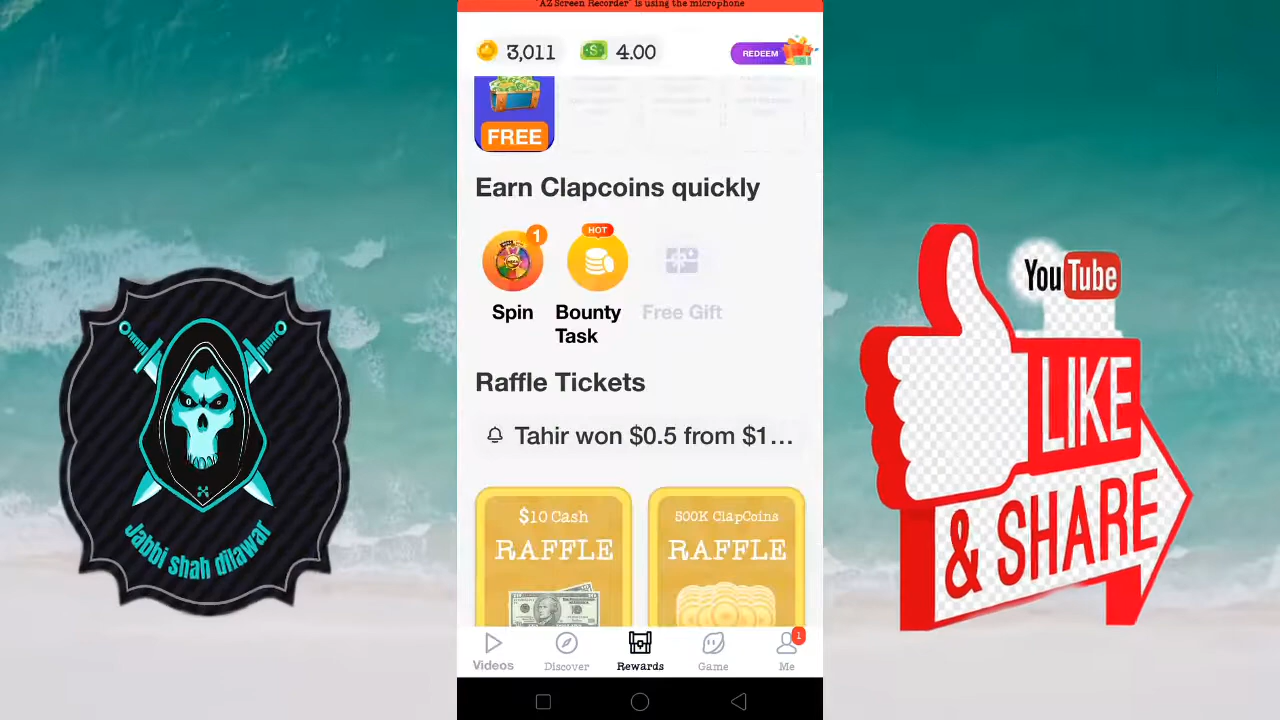 "AZ Screen Recorder" is using the microphone
3,011
4.00
REDEEM
FREE
Earn Clapcoins quickly
1
HOT
Spin
Bounty
Task
Free Gift
Raffle Tickets
Tahir won $0.5 from $1...
$10 Cash
RAFFLE
500K ClapCoins
RAFFLE
Videos
Discover
Rewards
Game
1
Me
Jabbi shah dilawar
YouTube
LIKE
& SHARE